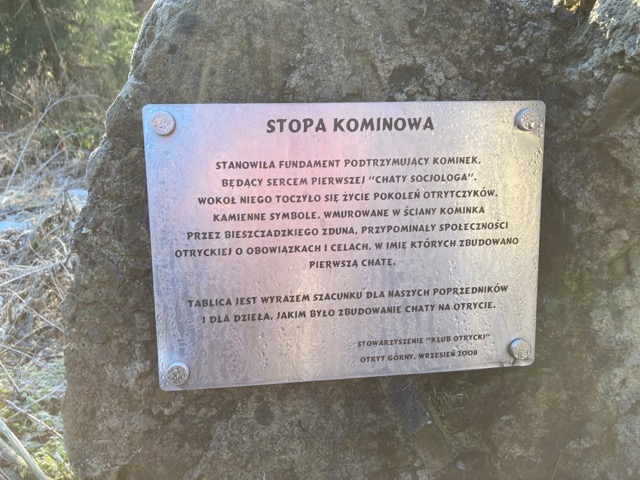 STOPA KOMINOWA
STANOWIŁA FUNDAMENT PODTRZYMUJĄCY KOMINEK,
BĘDĄCY SERCEM PIERWSZEJ "CHATY SOCJOLOGA".
WOKOŁ NIEGO TOCZYŁO SIĘ ŻYCIE POKOLEŃ OTRYTCZYKÓW.
KAMIENNE SYMBOLE, WMUROWANE W ŚCIANY KOMINKA
PRZEZ BIESZCZADZKIEGO ZDUNA, PRZYPOMINAŁY SPOŁECZNOŚCI
OTRYCKIEJ O OBOWIĄZKACH I CELACH, W IMIĘ KTÓRYCH ZBUDOWANO
PIERWSZĄ CHATĘ.
TABLICA JEST WYRAZEM SZACUNKU DLA NASZYCH POPRZEDNIKÓW
I DLA DZIEŁA, JAKIM BYŁO ZBUDOWANIE CHATY NA OTRYCIE.
STOWARZYSZENIE "KLUB OTRYCKI"
OTRYT GÓRNY, WRZESIEŃ 2008